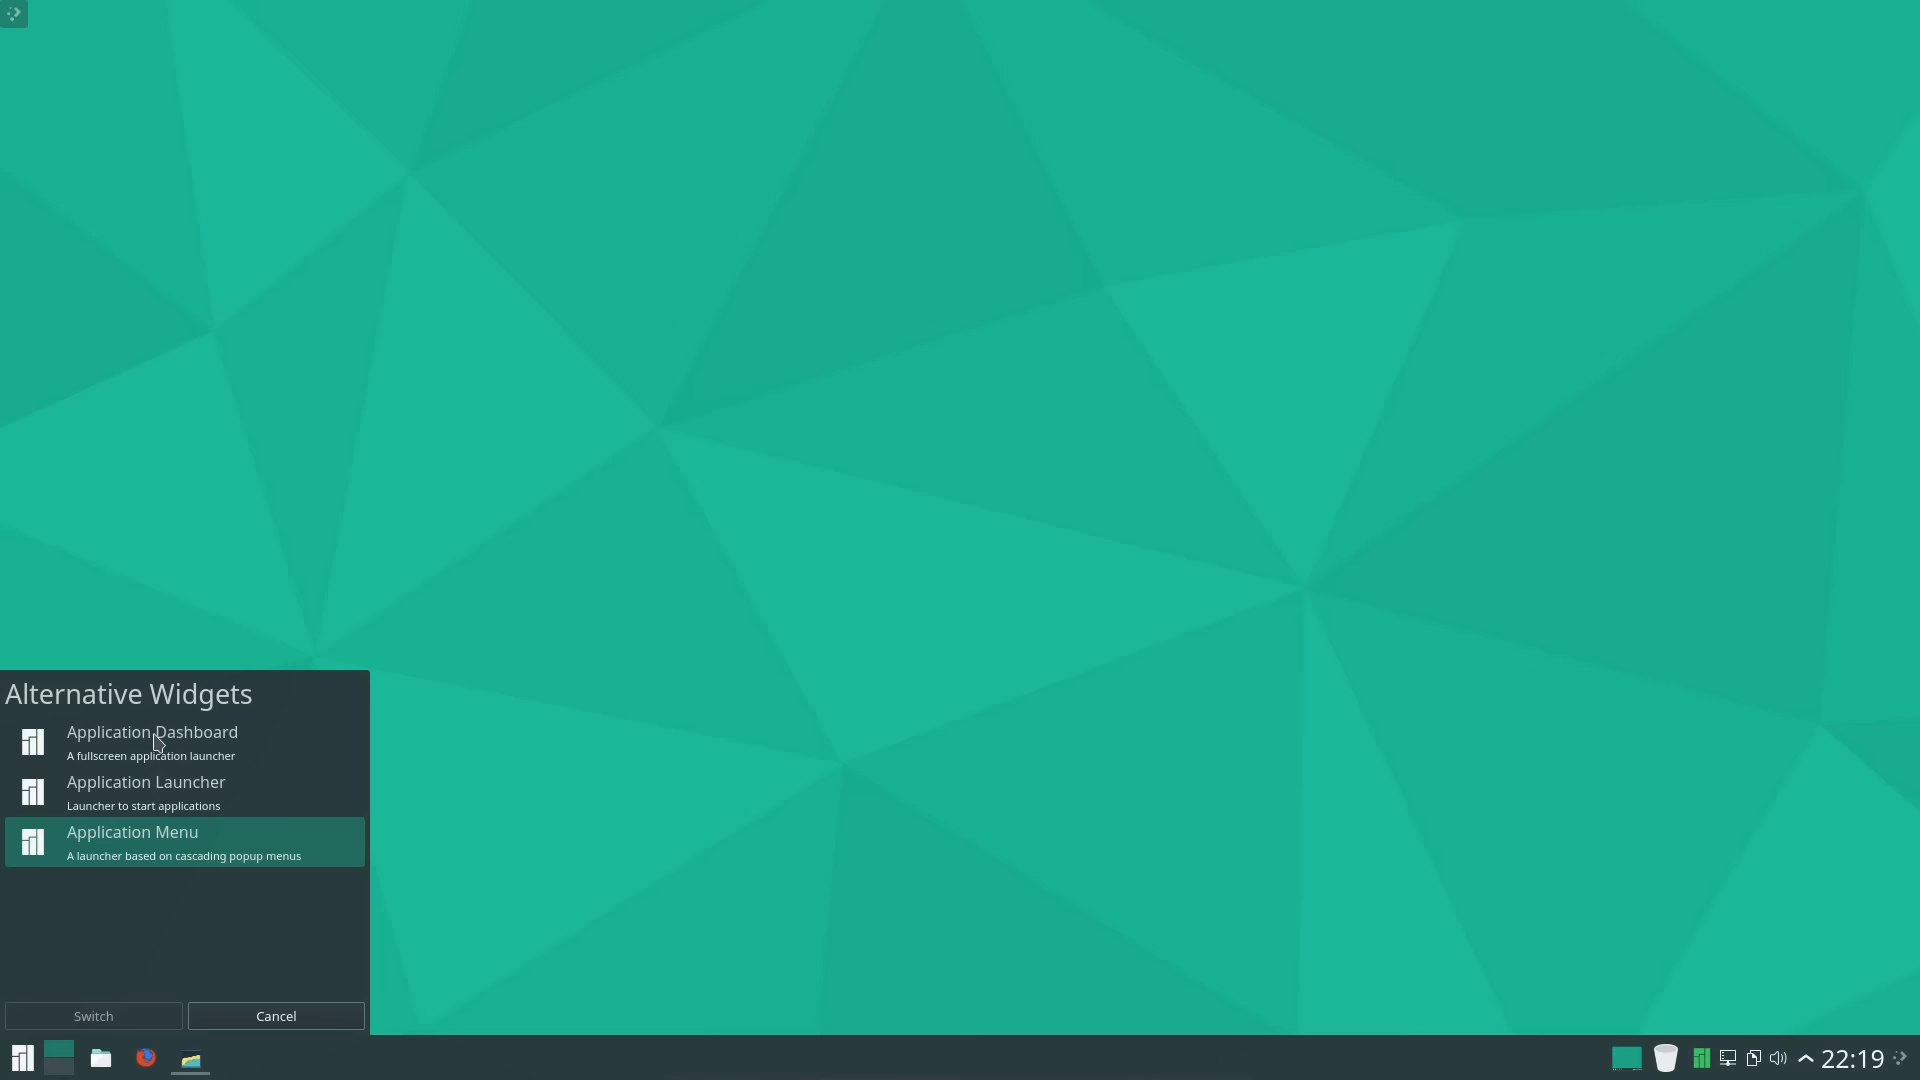 Alternative Widgets
Application Dashboard
A fullscreen application launcher
Application Launcher
Launcher to start applications
Application Menu
A launcher based on cascading popup menus
Switch
Cancel
22:19